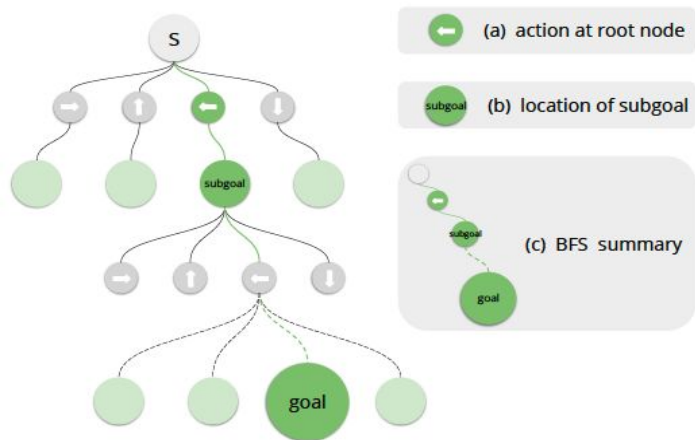 S
subgoal
goal
(a) action at root node
subgoal
(b) location of subgoal
subgoal
(c) BFS summary
goal